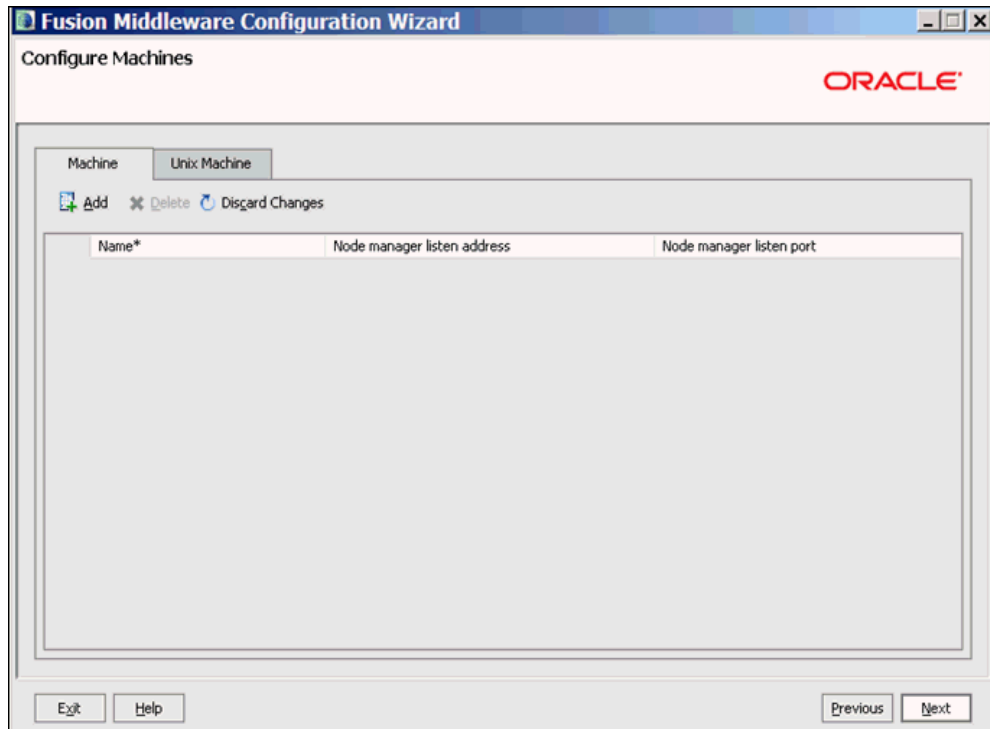 Fusion Middleware Configuration Wizard
Configure Machines
ORACLE
Machine Unix Machine
Add Delete Discard Changes
Name* Node manager listen address Node manager listen port
Exit Help Previous Next